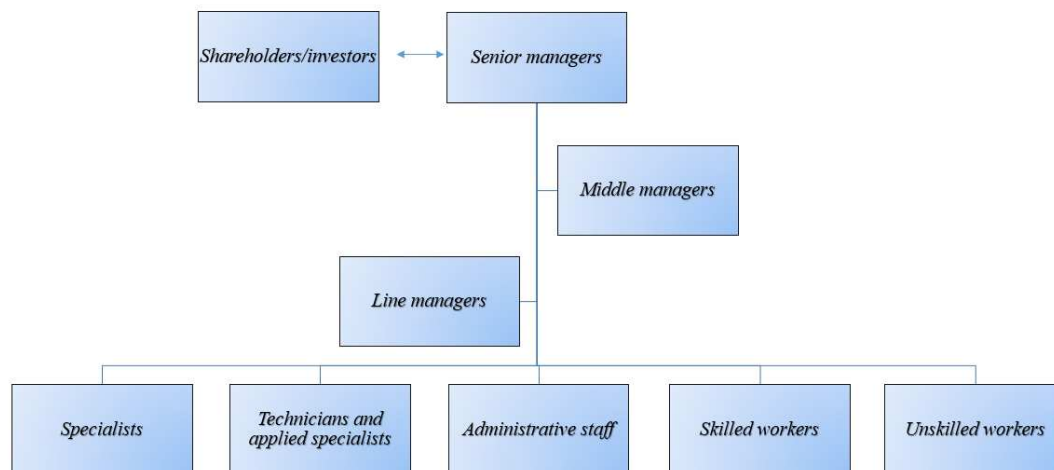 Shareholders/investors
Senior managers
Middle managers
Line managers
Specialists
Technicians and
applied specialists
Administrative staff
Skilled workers
Unskilled workers